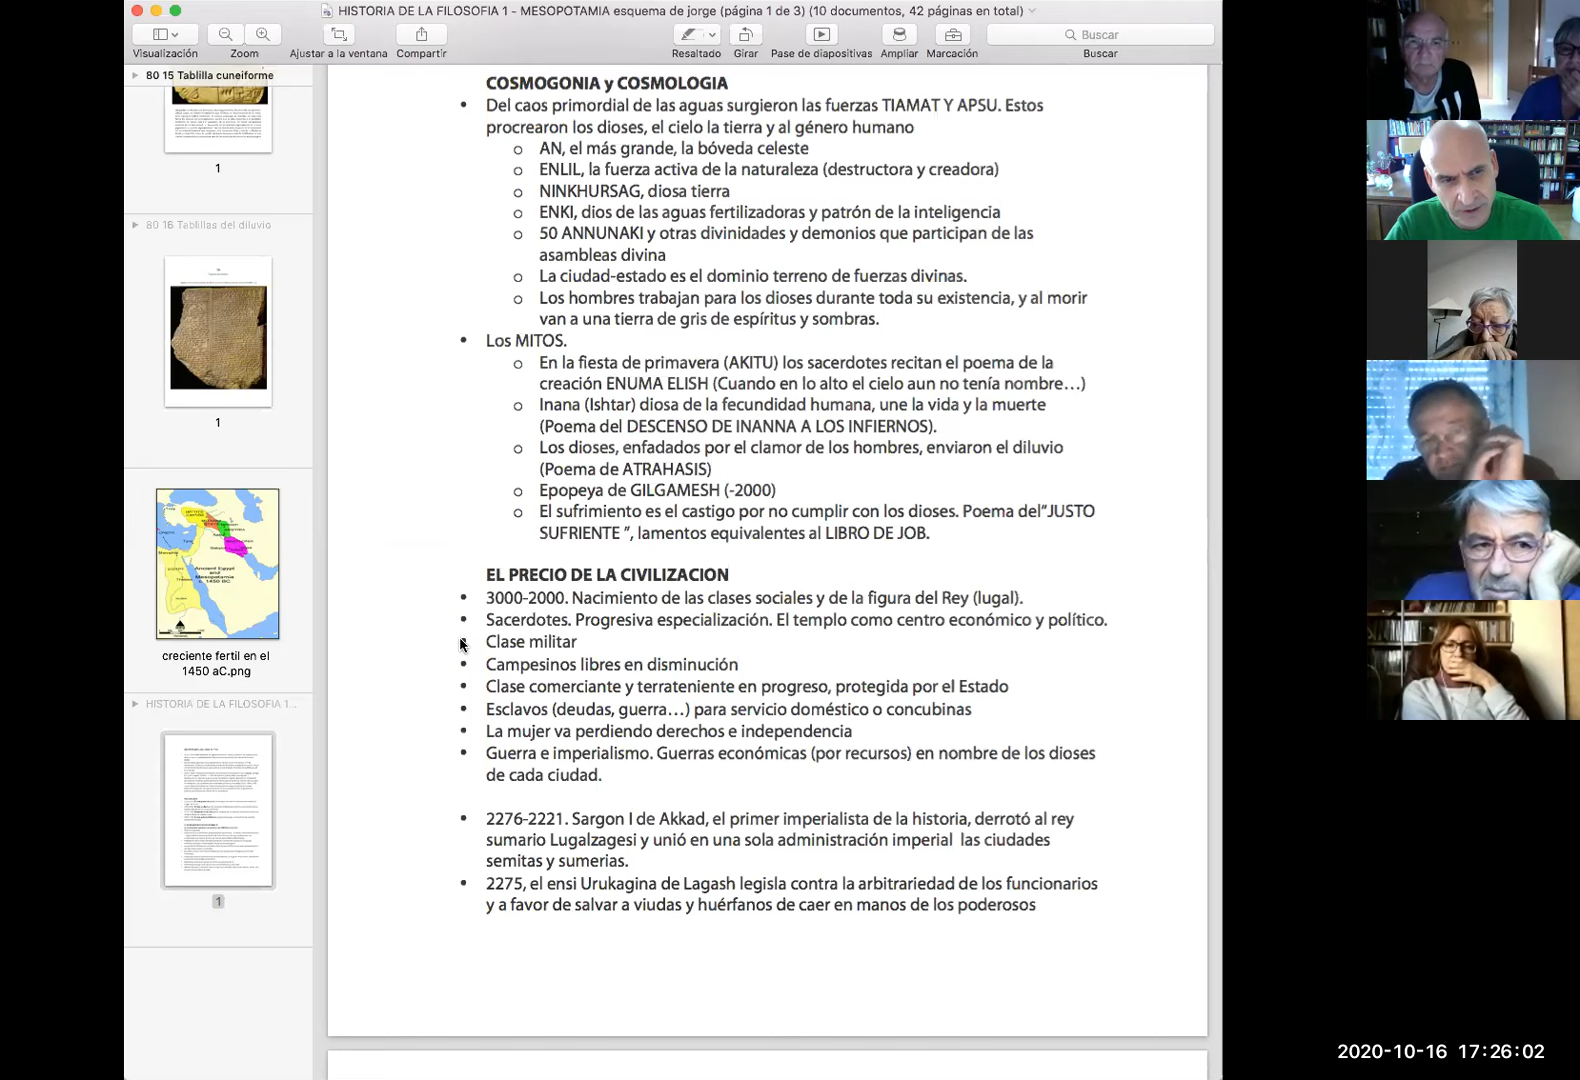 HISTORIA DE LA FILOSOFIA 1 - MESOPOTAMIA esquema de jorge (página 1 de 3) (10 documentos, 42 páginas en total)
Visualización
Zoom
Ajustar a la ventana
Compartir
Resaltado
Girar
Pase de diapositivas
Ampliar
Marcación
Buscar
Buscar
80 15 Tablilla cuneiforme
1
80 16 Tablillas del diluvio
1
Ancient Egypt
and
Mesopotamia
c. 1450 BC
creciente fertil en el
1450 aC.png
HISTORIA DE LA FILOSOFIA 1...
1
COSMOGONIA y COSMOLOGIA
• Del caos primordial de las aguas surgieron las fuerzas TIAMAT Y APSU. Estos
procrearon los dioses, el cielo la tierra y al género humano
o AN, el más grande, la bóveda celeste
o ENLIL, la fuerza activa de la naturaleza (destructora y creadora)
o NINKHURSAG, diosa tierra
o ENKI, dios de las aguas fertilizadoras y patrón de la inteligencia
o 50 ANNUNAKI y otras divinidades y demonios que participan de las
asambleas divina
o La ciudad-estado es el dominio terreno de fuerzas divinas.
o Los hombres trabajan para los dioses durante toda su existencia, y al morir
van a una tierra de gris de espíritus y sombras.
• Los MITOS.
o En la fiesta de primavera (AKITU) los sacerdotes recitan el poema de la
creación ENUMA ELISH (Cuando en lo alto el cielo aun no tenía nombre…)
o Inana (Ishtar) diosa de la fecundidad humana, une la vida y la muerte
(Poema del DESCENSO DE INANNA A LOS INFIERNOS).
o Los dioses, enfadados por el clamor de los hombres, enviaron el diluvio
(Poema de ATRAHASIS)
o Epopeya de GILGAMESH (-2000)
o El sufrimiento es el castigo por no cumplir con los dioses. Poema del“JUSTO
SUFRIENTE ”, lamentos equivalentes al LIBRO DE JOB.
EL PRECIO DE LA CIVILIZACION
• 3000-2000. Nacimiento de las clases sociales y de la figura del Rey (lugal).
• Sacerdotes. Progresiva especialización. El templo como centro económico y político.
• Clase militar
• Campesinos libres en disminución
• Clase comerciante y terrateniente en progreso, protegida por el Estado
• Esclavos (deudas, guerra…) para servicio doméstico o concubinas
• La mujer va perdiendo derechos e independencia
• Guerra e imperialismo. Guerras económicas (por recursos) en nombre de los dioses
de cada ciudad.
• 2276-2221. Sargon I de Akkad, el primer imperialista de la historia, derrotó al rey
sumario Lugalzagesi y unió en una sola administración imperial las ciudades
semitas y sumerias.
• 2275, el ensi Urukagina de Lagash legisla contra la arbitrariedad de los funcionarios
y a favor de salvar a viudas y huérfanos de caer en manos de los poderosos
2020-10-16 17:26:02